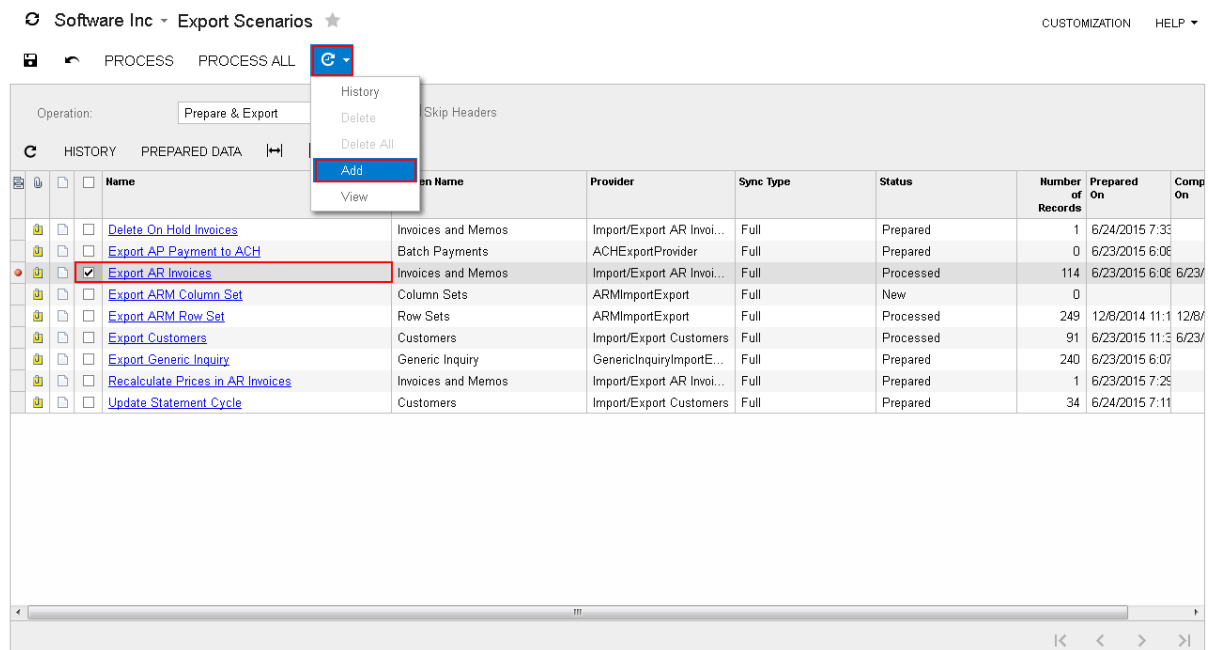 Software Inc Export Scenarios
CUSTOMIZATION HELP
PROCESS PROCESS ALL
History
Operation: Prepare & Export Skip Headers
Delete
Delete All
HISTORY PREPARED DATA
Add
View
Name en Name Provider Sync Type Status Number of Records Prepared On Comp On
Delete On Hold Invoices Invoices and Memos Import/Export AR Invoi... Full Prepared 1 6/24/2015 7:33
Export AP Payment to ACH Batch Payments ACHExportProvider Full Prepared 0 6/23/2015 6:08
Export AR Invoices Invoices and Memos Import/Export AR Invoi... Full Processed 114 6/23/2015 6:08 6/23/
Export ARM Column Set Column Sets ARMImportExport Full New 0
Export ARM Row Set Row Sets ARMImportExport Full Processed 249 12/8/2014 11:1 12/8/
Export Customers Customers Import/Export Customers Full Processed 91 6/23/2015 11:3 6/23/
Export Generic Inquiry Generic Inquiry GenericInquiryImportE... Full Prepared 240 6/23/2015 6:07
Recalculate Prices in AR Invoices Invoices and Memos Import/Export AR Invoi... Full Prepared 1 6/23/2015 7:29
Update Statement Cycle Customers Import/Export Customers Full Prepared 34 6/24/2015 7:11